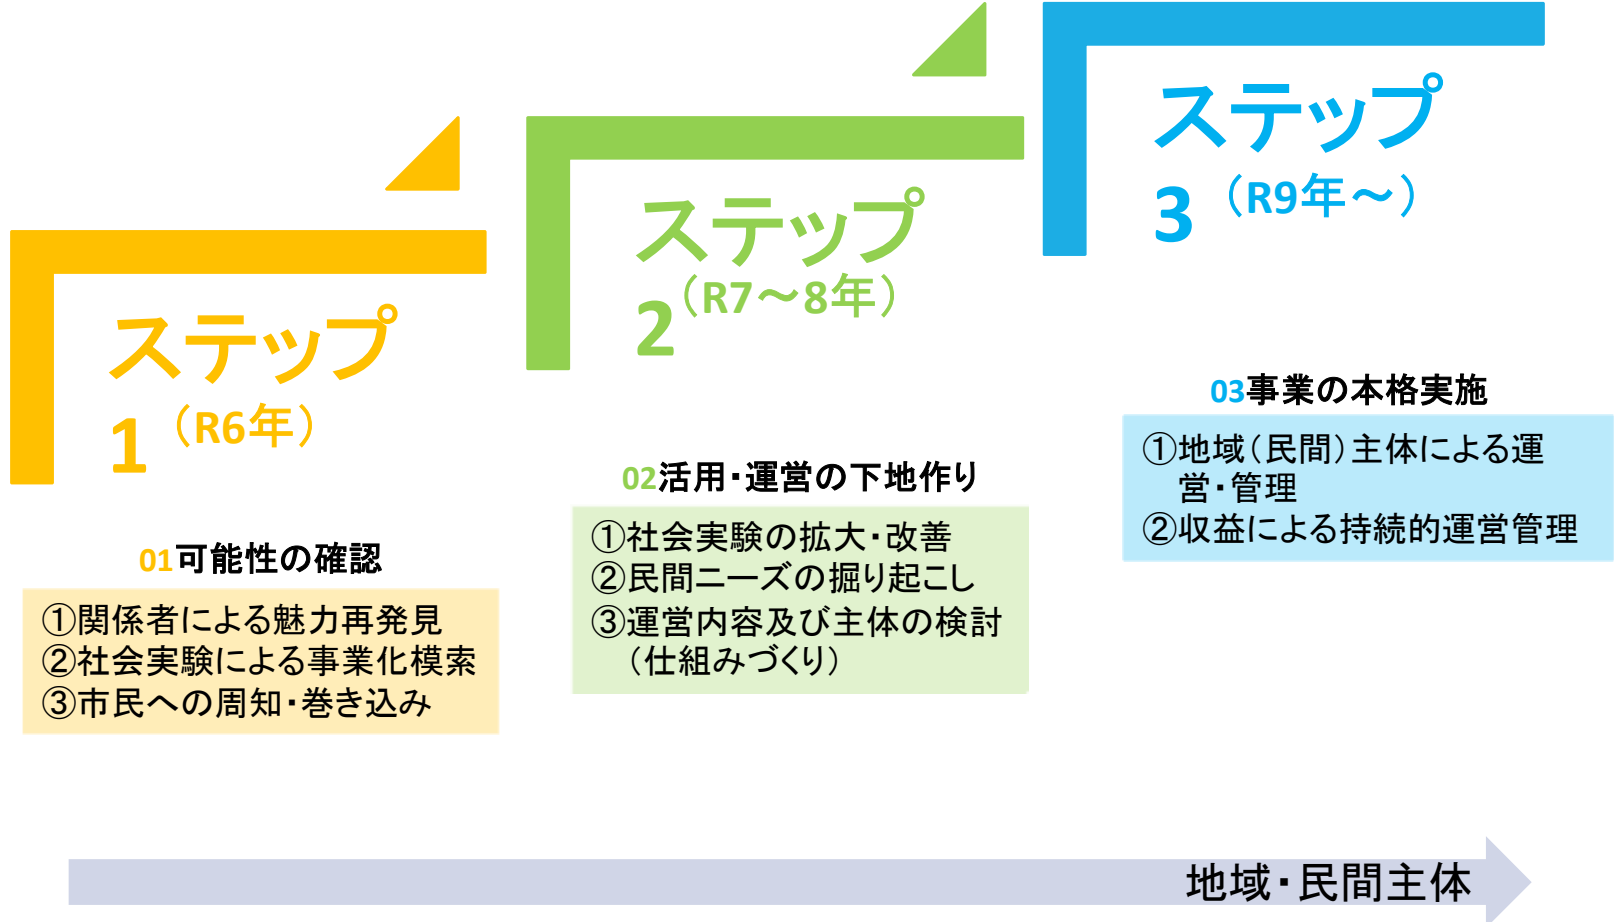 ステップ
1（R6年）
01可能性の確認
①関係者による魅力再発見
②社会実験による事業化模索
③市民への周知・巻き込み
ステップ
2（R7～8年）
02活用・運営の下地作り
①社会実験の拡大・改善
②民間ニーズの掘り起こし
③運営内容及び主体の検討
（仕組みづくり）
ステップ
3（R9年～）
03事業の本格実施
①地域（民間）主体による運
営・管理
②収益による持続的運営管理
地域・民間主体